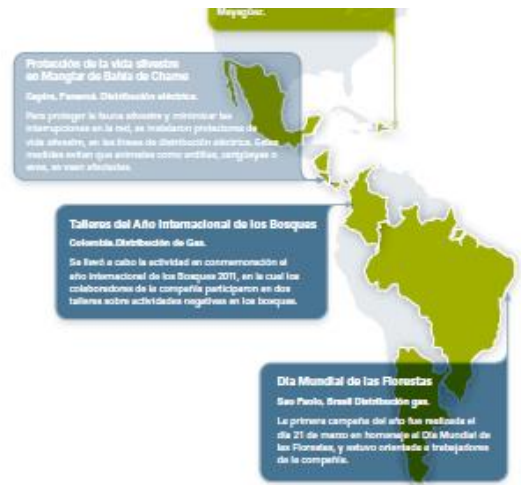 Mayagüez.
Protección de la vida silvestre
en Manglar de Bahía de Chame
Capira, Panamá. Distribución eléctrica.
Para proteger la fauna silvestre y minimizar las
interrupciones en la red, se instalaron protectores de
vida silvestre, en las líneas de distribución eléctrica. Estas
medidas evitan que animales como ardillas, zarigüeyas o
aves, se vean afectados.
Talleres del Año Internacional de los Bosques
Colombia.Distribución de Gas.
Se llevó a cabo la actividad en conmemoración al
año Internacional de los Bosques 2011, en la cual los
colaboradores de la compañía participaron en dos
talleres sobre actividades negativas en los bosques.
Día Mundial de las Florestas
Sao Paolo, Brasil Distribución gas.
La primera campaña del año fue realizada el
día 21 de marzo en homenaje al Día Mundial de
las Florestas, y estuvo orientada a trabajadores
de la compañía.